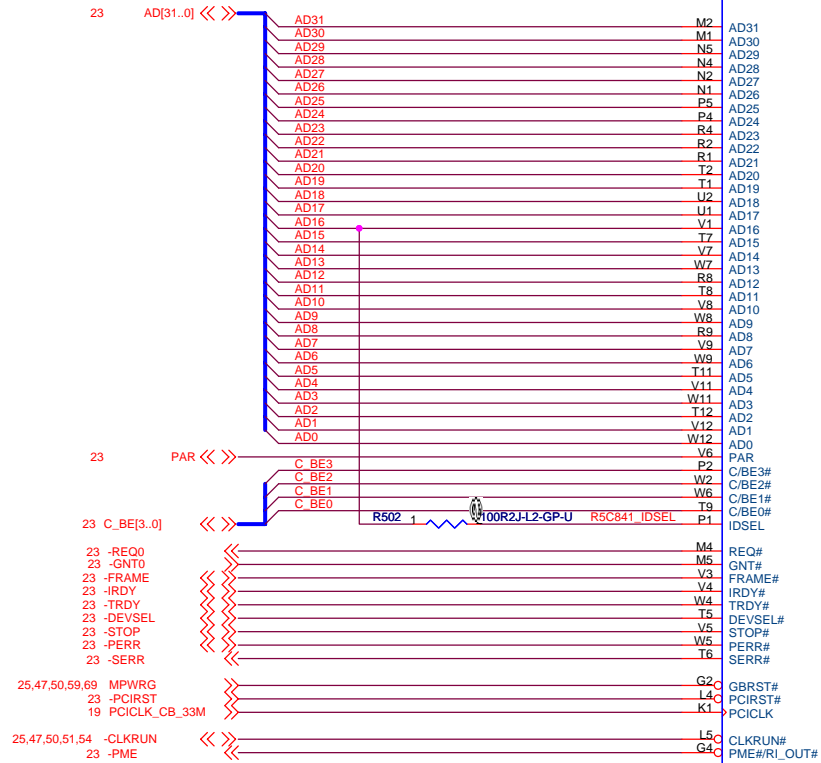 23 AD[31..0]
AD31 M2 AD31
AD30 M1 AD30
AD29 N5 AD29
AD28 N4 AD28
AD27 N2 AD27
AD26 N1 AD26
AD25 P5 AD25
AD24 P4 AD24
AD23 R4 AD23
AD22 R2 AD22
AD21 R1 AD21
AD20 T2 AD20
AD19 T1 AD19
AD18 U2 AD18
AD17 U1 AD17
AD16 V1 AD16
AD15 T7 AD15
AD14 V7 AD14
AD13 W7 AD13
AD12 R8 AD12
AD11 T8 AD11
AD10 V8 AD10
AD9 W8 AD9
AD8 R9 AD8
AD7 V9 AD7
AD6 W9 AD6
AD5 T11 AD5
AD4 V11 AD4
AD3 W11 AD3
AD2 T12 AD2
AD1 V12 AD1
AD0 W12 AD0
23 PAR V6 PAR
C_BE3 P2 C/BE3#
C_BE2 W2 C/BE2#
C_BE1 W6 C/BE1#
C_BE0 T9 C/BE0#
23 C_BE[3..0] R502 1 100R2J-L2-GP-U R5C841_IDSEL P1 IDSEL
23 -REQ0 M4 REQ#
23 -GNT0 M5 GNT#
23 -FRAME V3 FRAME#
23 -IRDY V4 IRDY#
23 -TRDY W4 TRDY#
23 -DEVSEL T5 DEVSEL#
23 -STOP V5 STOP#
23 -PERR W5 PERR#
23 -SERR T6 SERR#
25,47,50,59,69 MPWRG G2 GBRST#
23 -PCIRST L4 PCIRST#
19 PCICLK_CB_33M K1 PCICLK
25,47,50,51,54 -CLKRUN L5 CLKRUN#
23 -PME G4 PME#/RI_OUT#